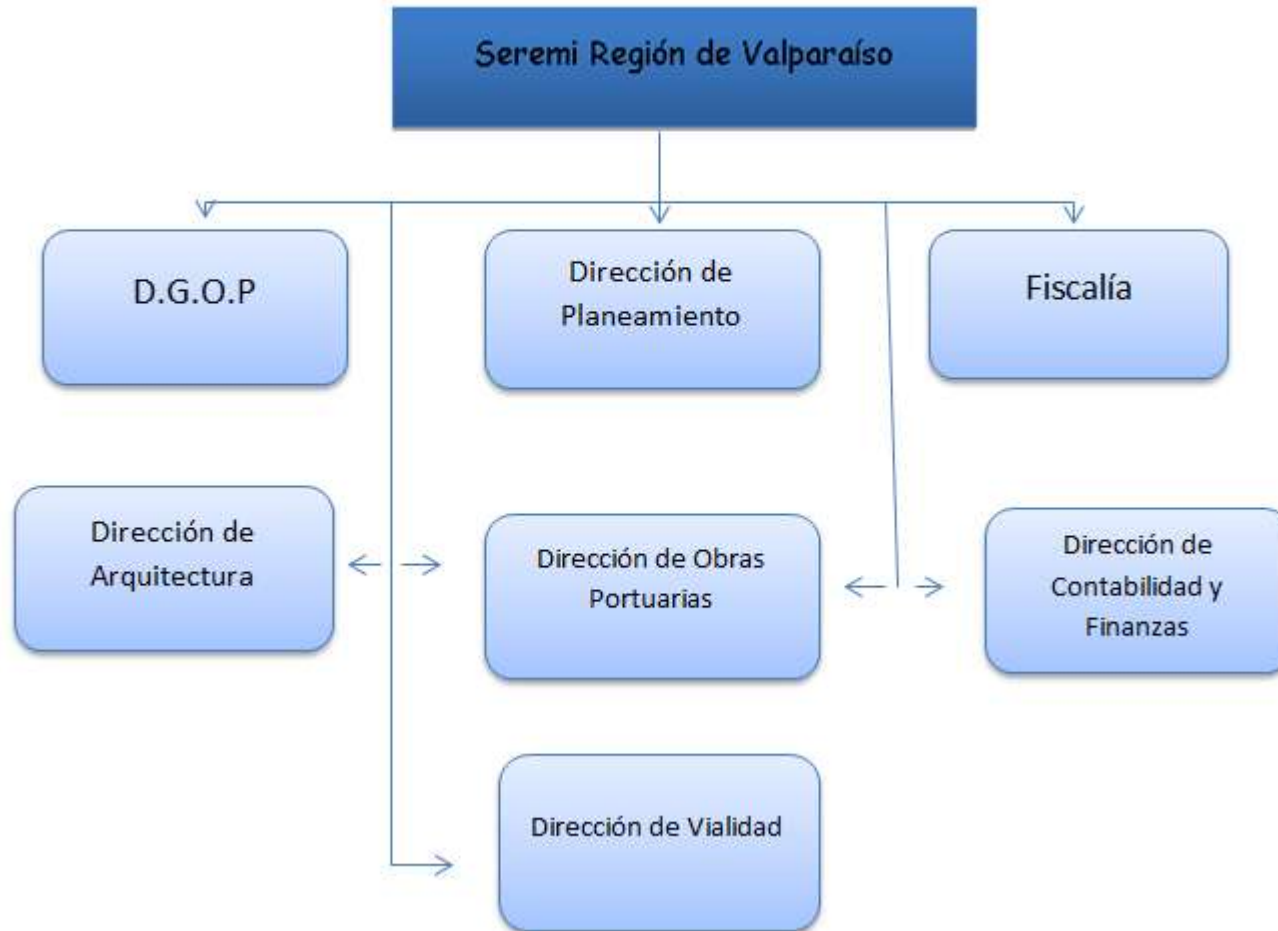 Seremi Región de Valparaíso
D.G.O.P
Dirección de
Planeamiento
Fiscalía
Dirección de
Arquitectura
Dirección de Obras
Portuarias
Dirección de
Contabilidad y
Finanzas
Dirección de Vialidad